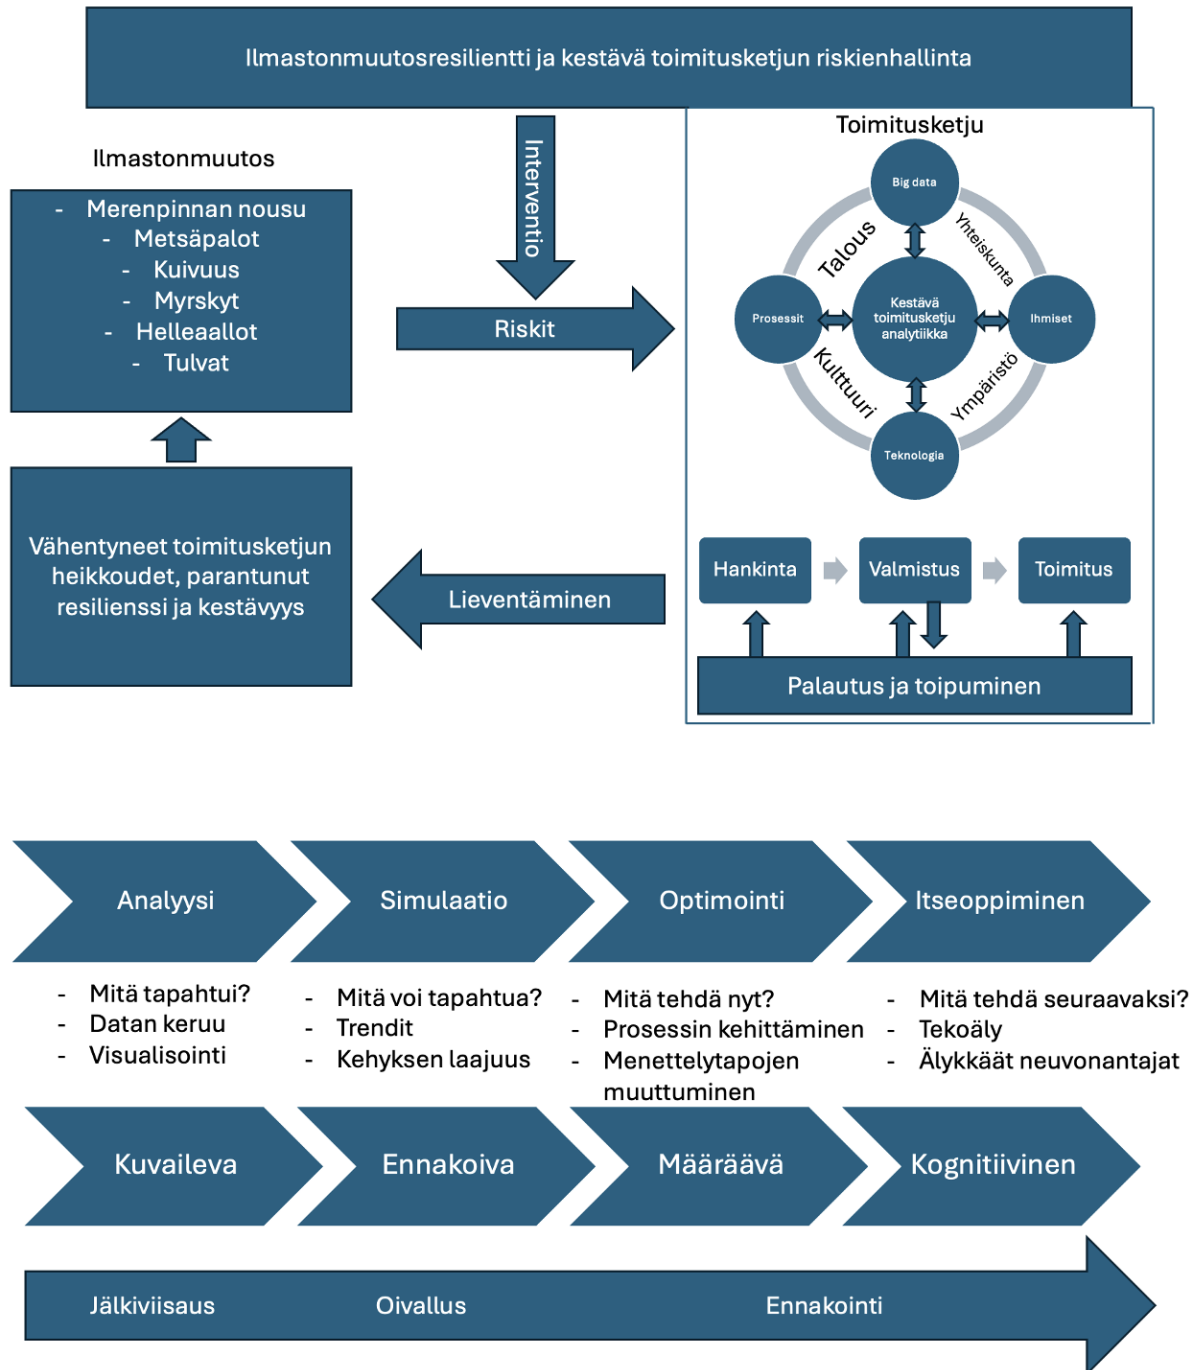 Ilmastonmuutosresilientti ja kestävä toimitusketjun riskienhallinta
Ilmastonmuutos
- Merenpinnan nousu
- Metsäpalot
- Kuivuus
- Myrskyt
- Helleaallot
- Tulvat
Interventio
Riskit
Toimitusketju
Big data
Talous
Yhteiskunta
Prosessit
Kestävä
toimitusketju
analytiikka
Ihmiset
Kulttuuri
Ympäristö
Teknologia
Vähentyneet toimitusketjun
heikkoudet, parantunut
resilienssi ja kestävyys
Lieventäminen
Hankinta
Valmistus
Toimitus
Palautus ja toipuminen
Analyysi
Simulaatio
Optimointi
Itseoppiminen
- Mitä tapahtui?
- Datan keruu
- Visualisointi
- Mitä voi tapahtua?
- Trendit
- Kehyksen laajuus
- Mitä tehdä nyt?
- Prosessin kehittäminen
- Menettelytapojen
muuttuminen
- Mitä tehdä seuraavaksi?
- Tekoäly
- Älykkäät neuvonantajat
Kuvaileva
Ennakoiva
Määräävä
Kognitiivinen
Jälkiviisaus
Oivallus
Ennakointi